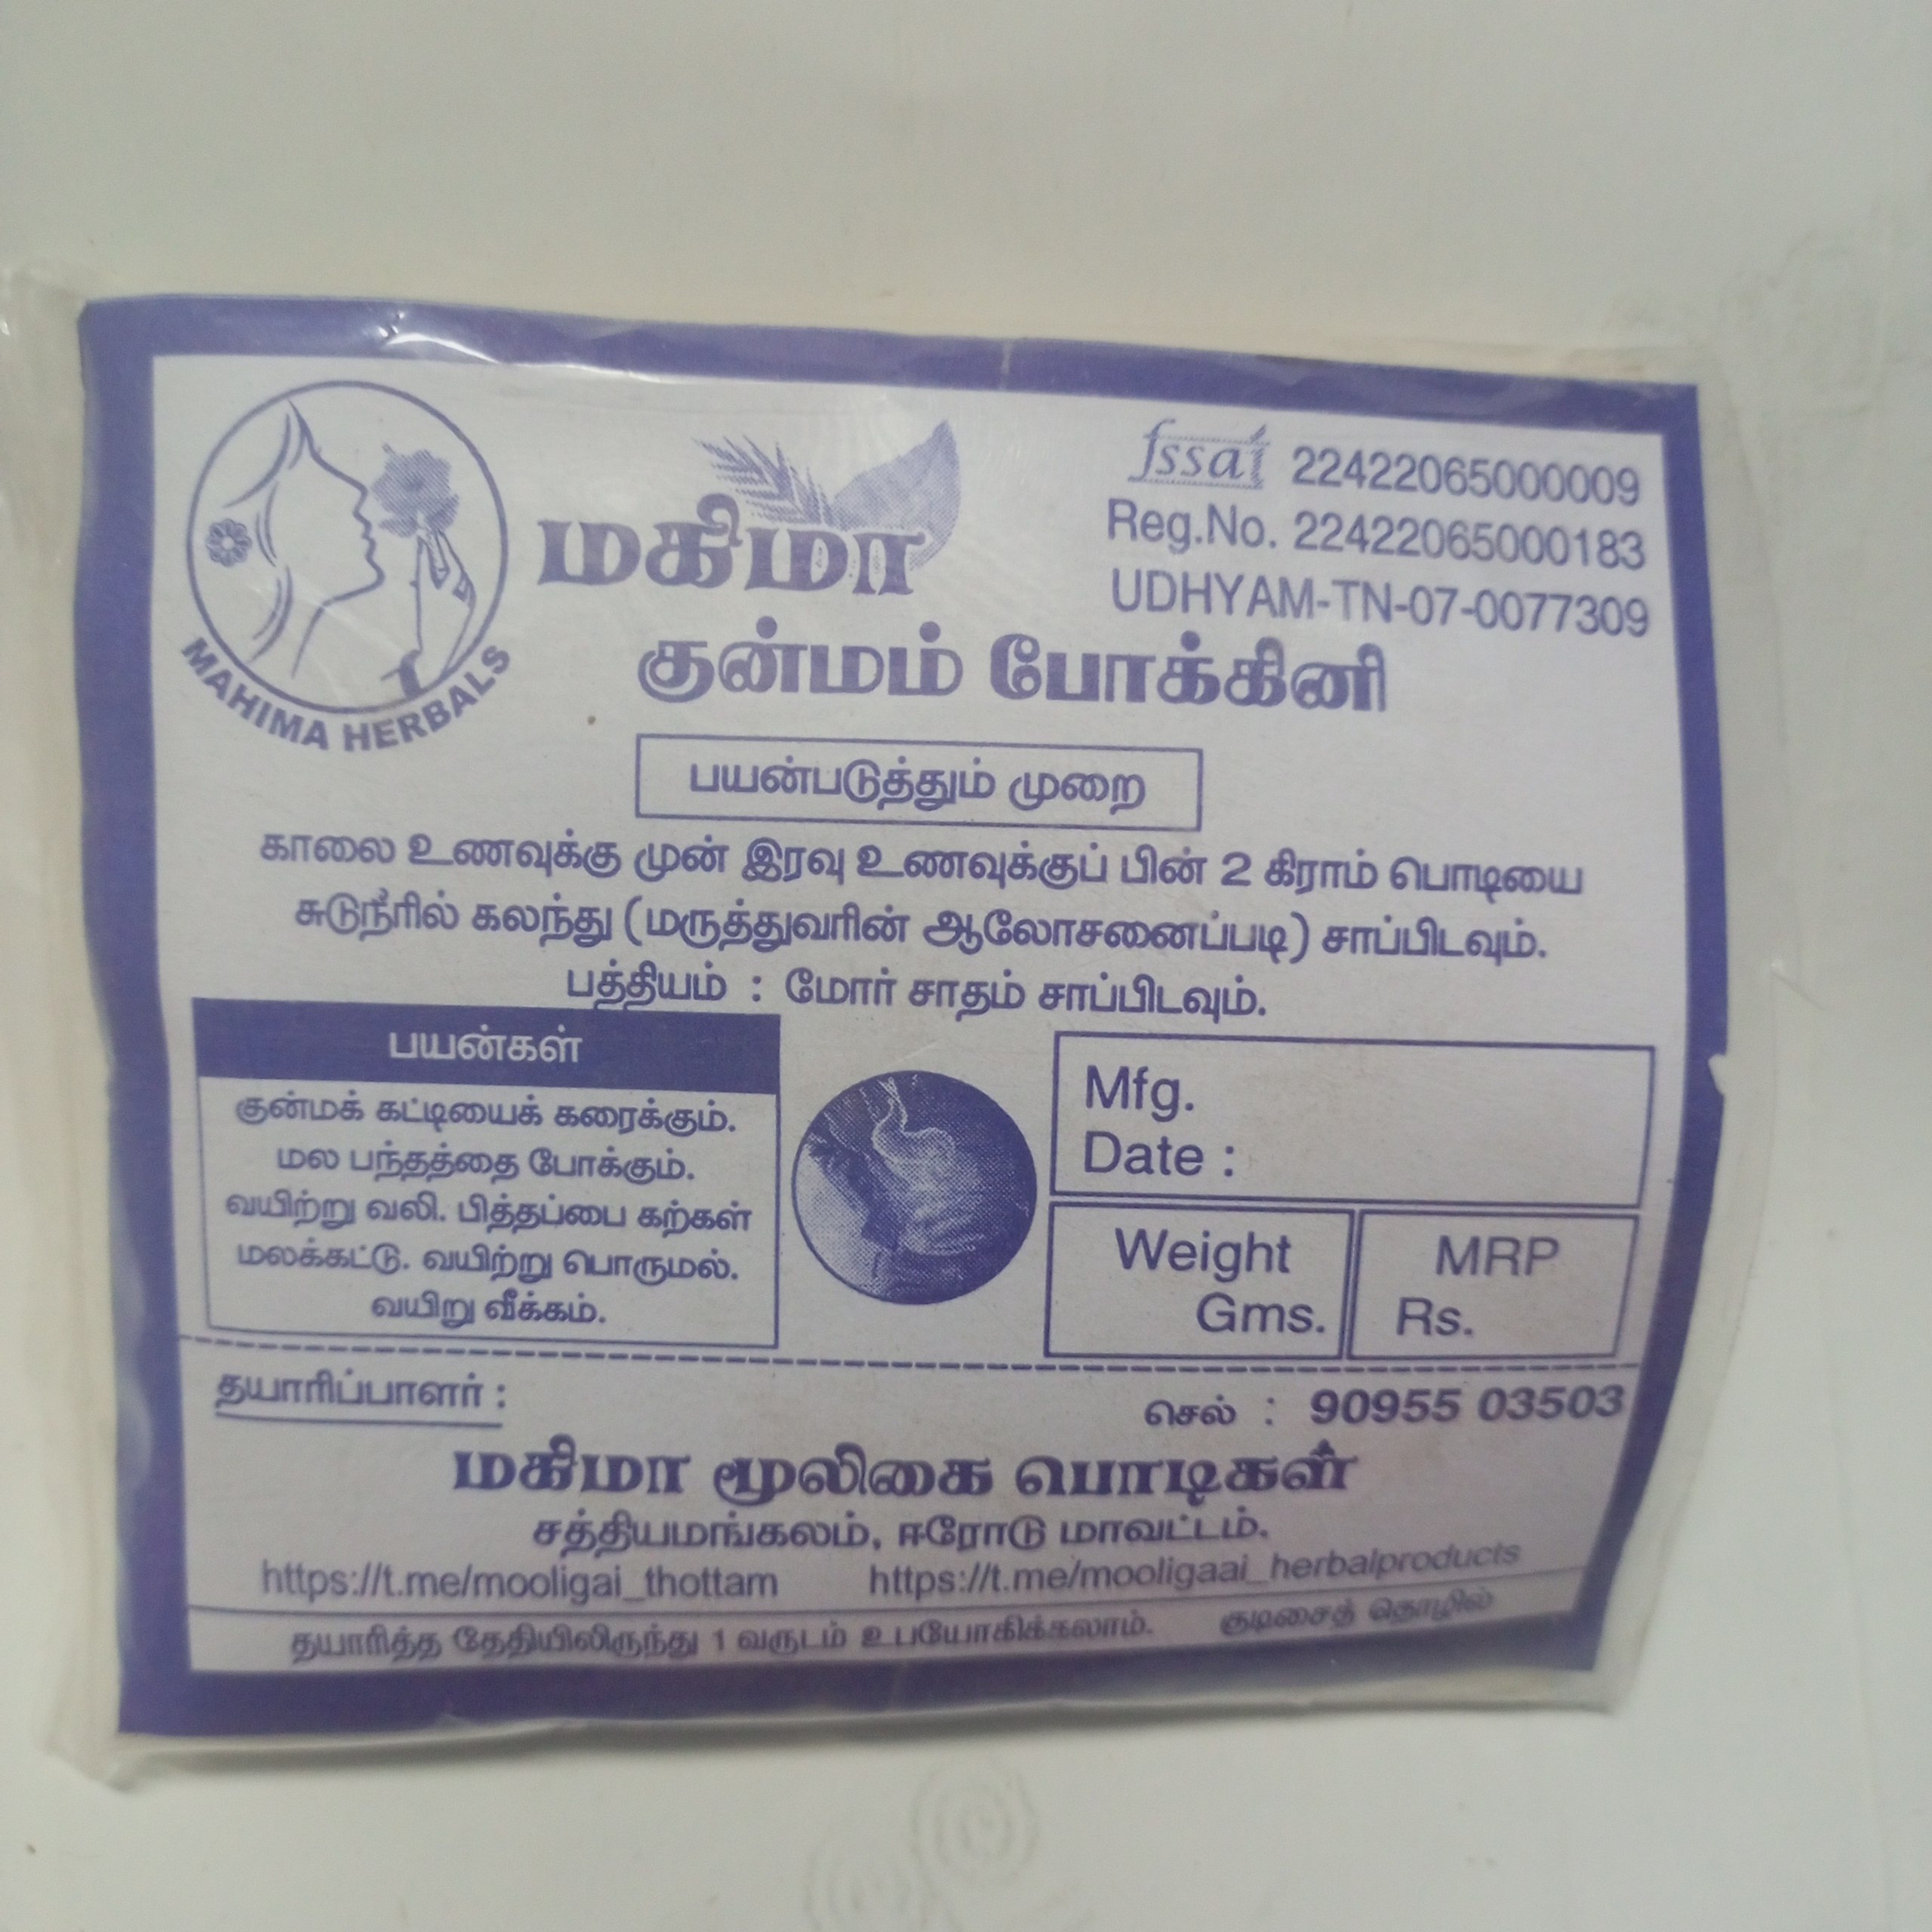 fssai 22422065000009
Reg.No. 22422065000183
UDHYAM-TN-07-0077309
MAHIMA HERBALS
மகிமா
குன்மம் போக்கினி
பயன்படுத்தும் முறை
காலை உணவுக்கு முன் இரவு உணவுக்குப் பின் 2 கிராம் பொடியை
சுடுநீரில் கலந்து (மருத்துவரின் ஆலோசனைப்படி) சாப்பிடவும்.
பத்தியம் : மோர் சாதம் சாப்பிடவும்.
பயன்கள்
குன்மக் கட்டியைக் கரைக்கும்.
மல பந்தத்தை போக்கும்.
வயிற்று வலி. பித்தப்பை கற்கள்
மலக்கட்டு. வயிற்று பொருமல்.
வயிறு வீக்கம்.
Mfg.
Date :
Weight
Gms.
MRP
Rs.
தயாரிப்பாளர் :
செல் : 90955 03503
மகிமா மூலிகை பொடிகள்
சத்தியமங்கலம், ஈரோடு மாவட்டம்.
https://t.me/mooligai_thottam https://t.me/mooligaai_herbalproducts
தயாரித்த தேதியிலிருந்து 1 வருடம் உபயோகிக்கலாம். குடிசைத் தொழில்